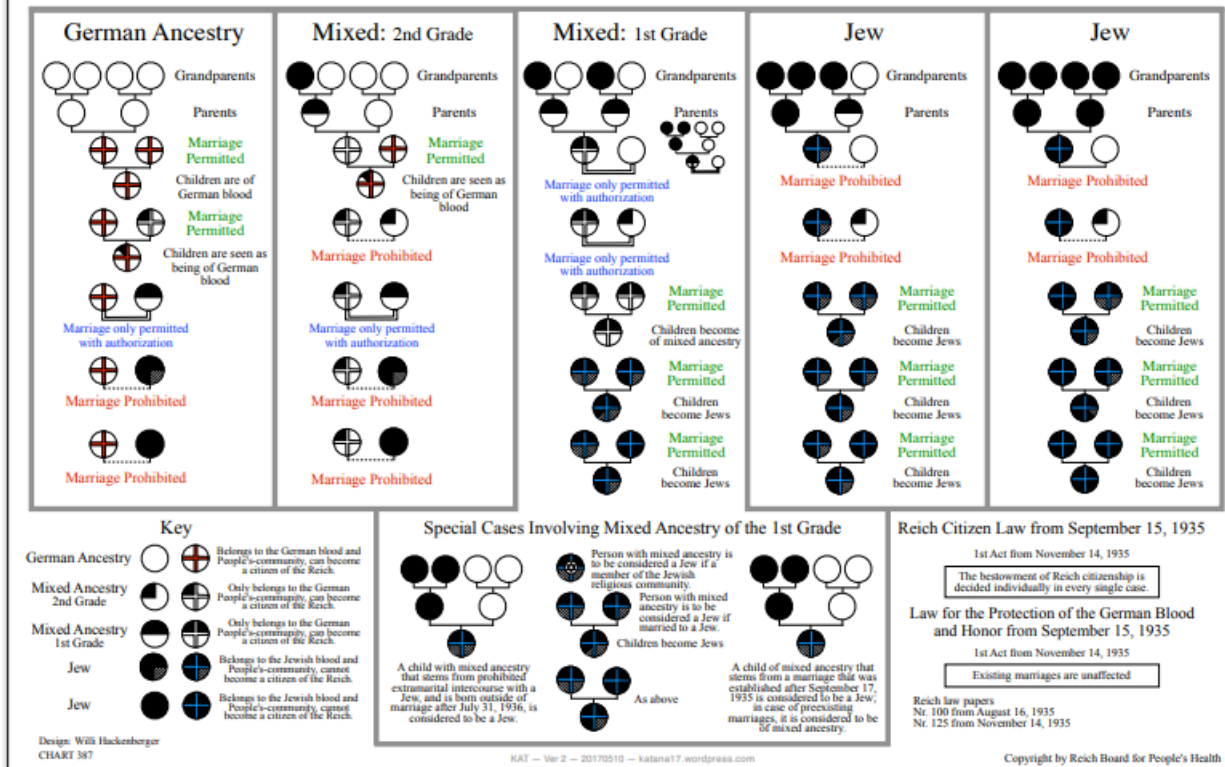 German Ancestry
Grandparents
Parents
Marriage
Permitted
Children are of
German blood
Marriage
Permitted
Children are seen as
being of German
blood
Marriage only permitted
with authorization
Marriage Prohibited
Marriage Prohibited
Mixed: 2nd Grade
Grandparents
Parents
Marriage
Permitted
Children are seen as
being of German
blood
Marriage Prohibited
Marriage only permitted
with authorization
Marriage Prohibited
Marriage Prohibited
Mixed: 1st Grade
Grandparents
Parents
Marriage only permitted
with authorization
Marriage only permitted
with authorization
Marriage
Permitted
Children become
of mixed ancestry
Marriage
Permitted
Children
become Jews
Marriage
Permitted
Children
become Jews
Jew
Grandparents
Parents
Marriage Prohibited
Marriage Prohibited
Marriage
Permitted
Children
become Jews
Marriage
Permitted
Children
become Jews
Marriage
Permitted
Children
become Jews
Jew
Grandparents
Parents
Marriage Prohibited
Marriage Prohibited
Marriage
Permitted
Children
become Jews
Marriage
Permitted
Children
become Jews
Marriage
Permitted
Children
become Jews
Key
German Ancestry
Belongs to the German blood and
People's-community, can become
a citizen of the Reich.
Mixed Ancestry
2nd Grade
Only belongs to the German
People's-community, can become
a citizen of the Reich.
Mixed Ancestry
1st Grade
Only belongs to the German
People's-community, can become
a citizen of the Reich.
Jew
Belongs to the Jewish blood and
People's-community, cannot
become a citizen of the Reich.
Jew
Belongs to the Jewish blood and
People's-community, cannot
become a citizen of the Reich.
Design: Willi Hackenberger
CHART 387
Special Cases Involving Mixed Ancestry of the 1st Grade
A child with mixed ancestry
that stems from prohibited
extramarital intercourse with a
Jew, and is born outside of
marriage after July 31, 1936, is
considered to be a Jew.
Person with mixed ancestry is
to be considered a Jew if a
member of the Jewish
religious community.
Person with mixed
ancestry is to be
considered a Jew if
married to a Jew.
Children become Jews
As above
A child of mixed ancestry that
stems from a marriage that was
established after September 17,
1935 is considered to be a Jew;
in case of preexisting
marriages, it is considered to be
of mixed ancestry.
Reich Citizen Law from September 15, 1935
1st Act from November 14, 1935
The bestowment of Reich citizenship is
decided individually in every single case.
Law for the Protection of the German Blood
and Honor from September 15, 1935
1st Act from November 14, 1935
Existing marriages are unaffected
Reich law papers
Nr. 100 from August 16, 1935
Nr. 125 from November 14, 1935
KAT — Ver 2 — 20170510 — katana17.wordpress.com
Copyright by Reich Board for People's Health